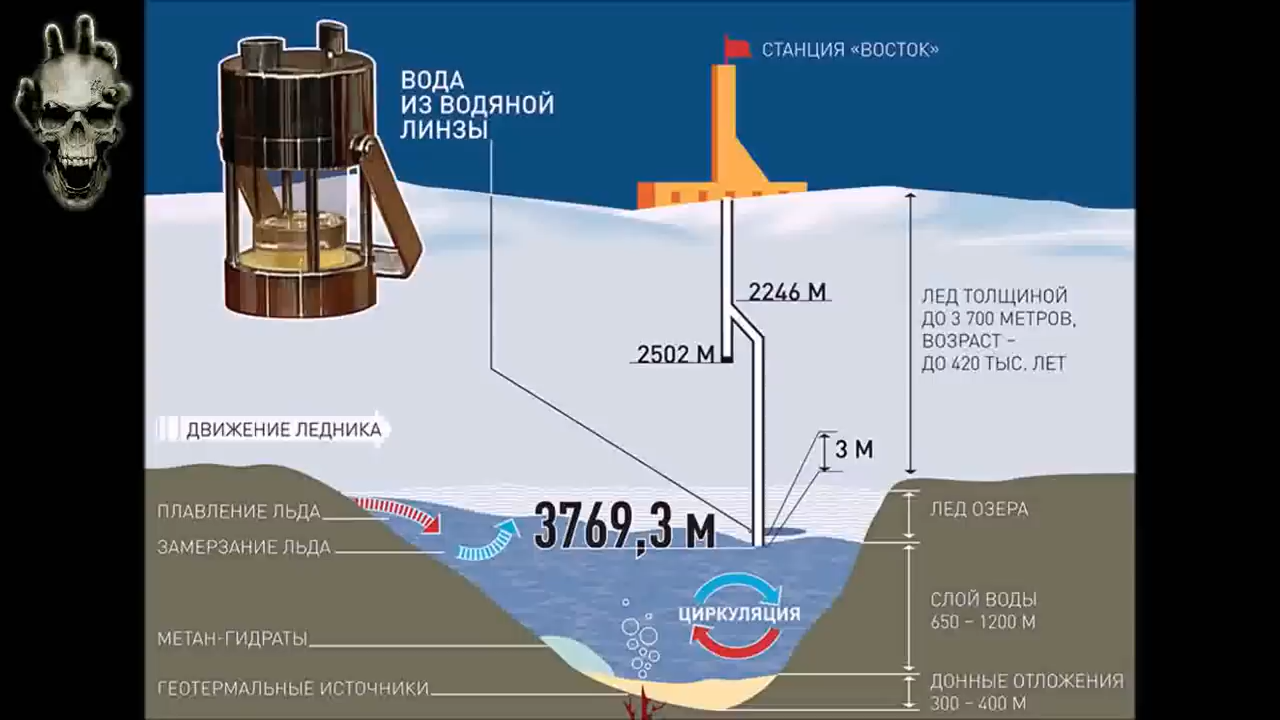 СТАНЦИЯ «ВОСТОК»
ВОДА
ИЗ ВОДЯНОЙ
ЛИНЗЫ
2246 М
2502 М
ЛЕД ТОЛЩИНОЙ
ДО 3 700 МЕТРОВ,
ВОЗРАСТ –
ДО 420 ТЫС. ЛЕТ
ДВИЖЕНИЕ ЛЕДНИКА
3 М
ПЛАВЛЕНИЕ ЛЬДА
3769,3 м
ЛЕД ОЗЕРА
ЗАМЕРЗАНИЕ ЛЬДА
ЦИРКУЛЯЦИЯ
СЛОЙ ВОДЫ
650 – 1200 М
МЕТАН-ГИДРАТЫ
ГЕОТЕРМАЛЬНЫЕ ИСТОЧНИКИ
ДОННЫЕ ОТЛОЖЕНИЯ
300 – 400 М